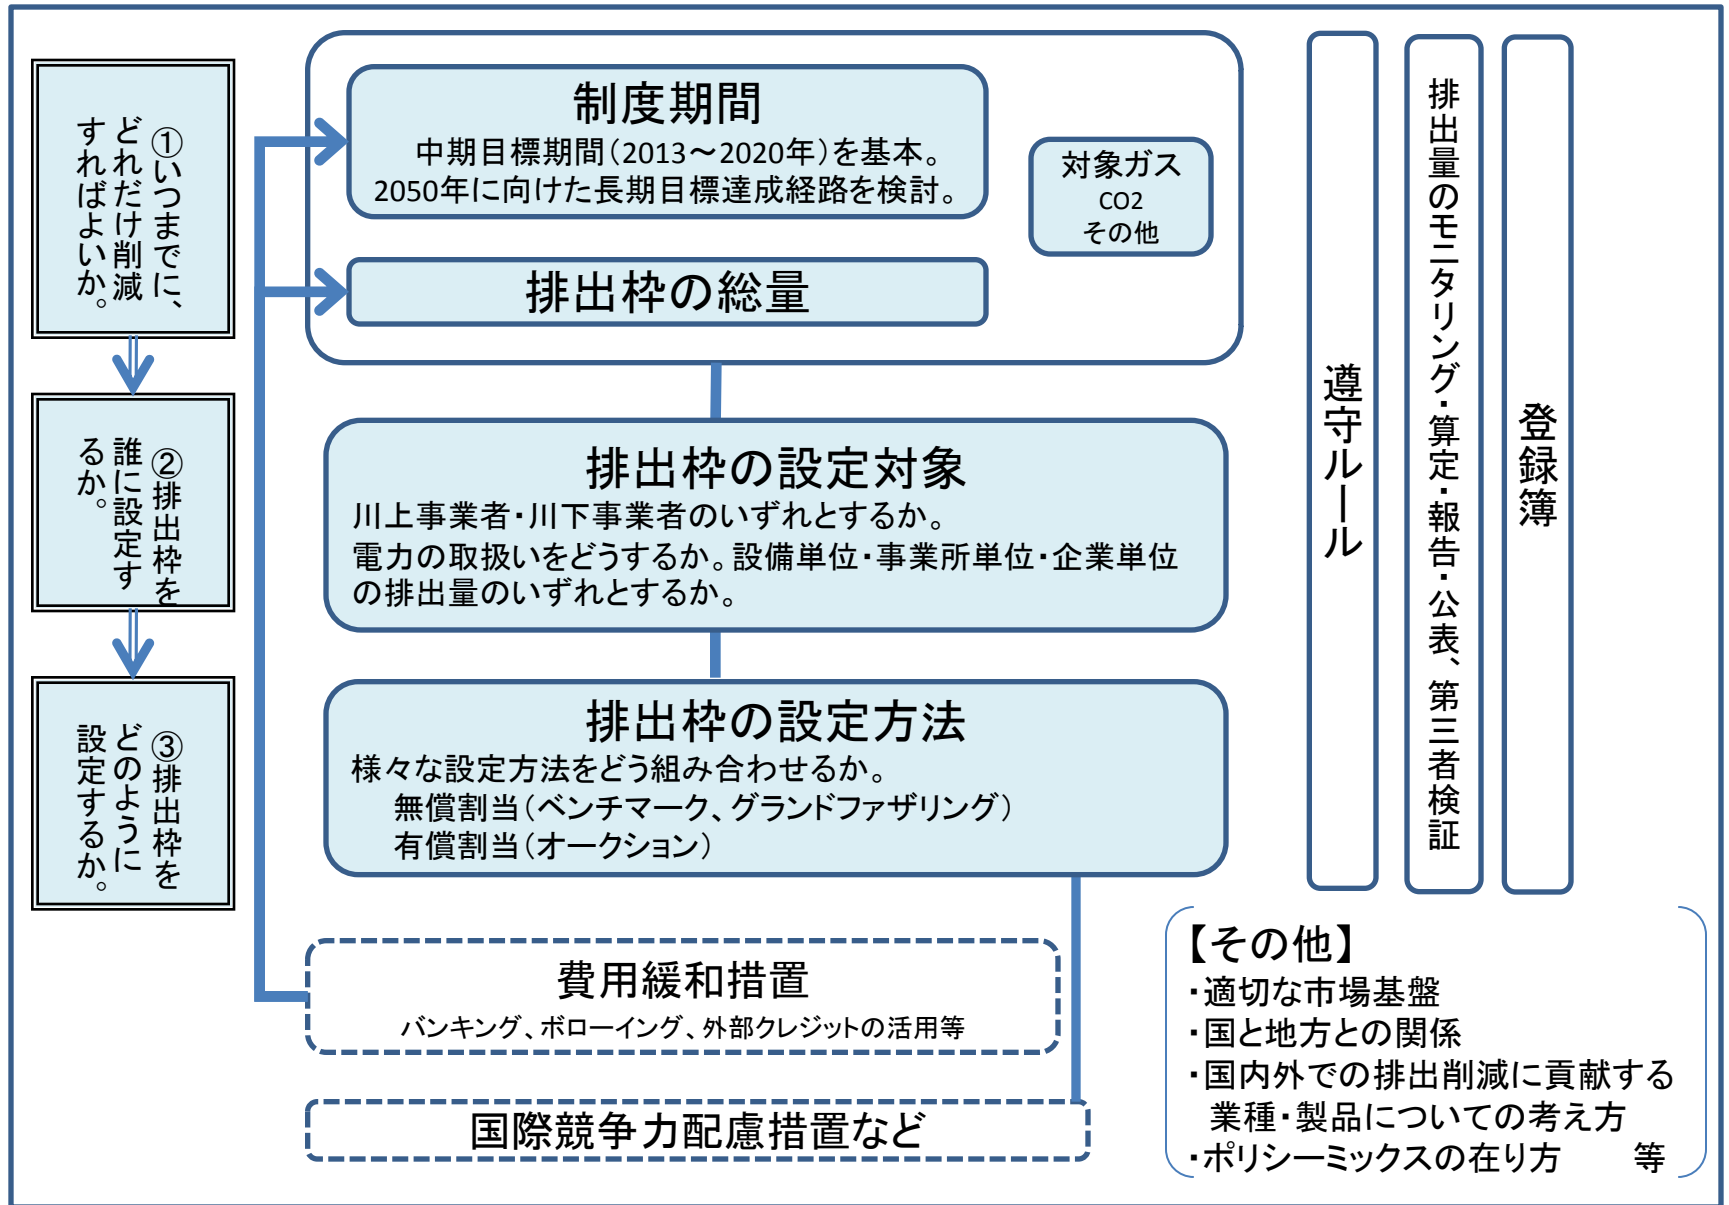 ①いつまでに、
どれだけ削減
すればよいか。
②排出枠を
誰に設定す
るか。
③排出枠を
どのように
設定するか。
制度期間
中期目標期間(2013～2020年)を基本。
2050年に向けた長期目標達成経路を検討。
対象ガス
CO2
その他
排出枠の総量
排出枠の設定対象
川上事業者・川下事業者のいずれとするか。
電力の取扱いをどうするか。設備単位・事業所単位・企業単位
の排出量のいずれとするか。
排出枠の設定方法
様々な設定方法をどう組み合わせるか。
無償割当(ベンチマーク、グランドファザリング)
有償割当(オークション)
費用緩和措置
バンキング、ボローイング、外部クレジットの活用等
国際競争力配慮措置など
遵守ルール
排出量のモニタリング・算定・報告・公表、第三者検証
登録簿
【その他】
・適切な市場基盤
・国と地方との関係
・国内外での排出削減に貢献する
業種・製品についての考え方
・ポリシーミックスの在り方　　等